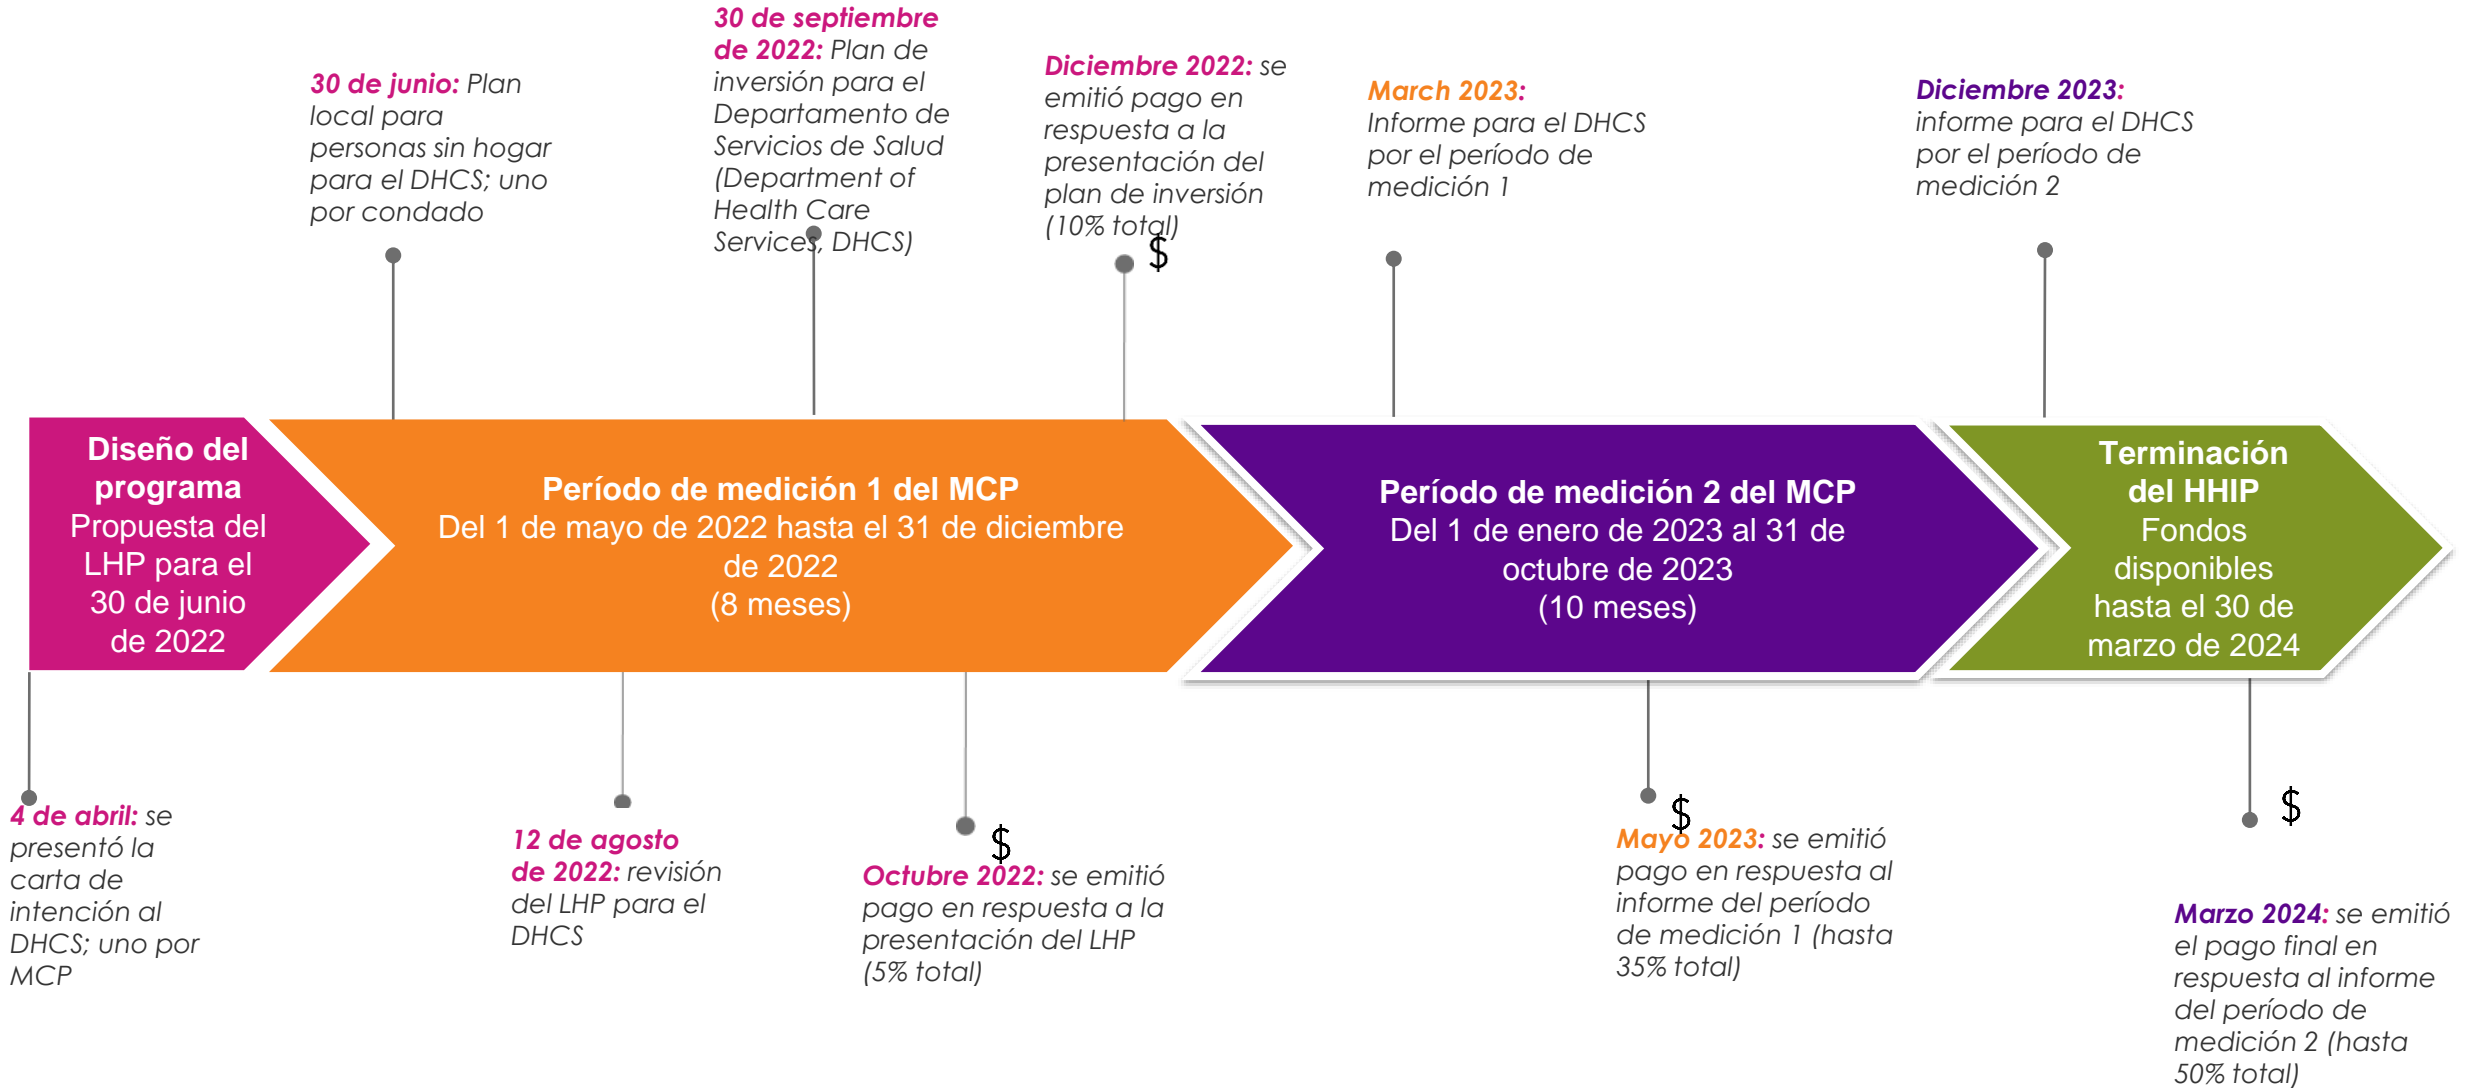 30 de junio: Plan
local para
personas sin hogar
para el DHCS; uno
por condado
30 de septiembre
de 2022: Plan de
inversión para el
Departamento de
Servicios de Salud
(Department of
Health Care
Services, DHCS)
Diciembre 2022: se
emitió pago en
respuesta a la
presentación del
plan de inversión
(10% total)
$
March 2023:
Informe para el DHCS
por el período de
medición 1
Diciembre 2023:
informe para el DHCS
por el período de
medición 2
Diseño del
programa
Propuesta del
LHP para el
30 de junio
de 2022
Período de medición 1 del MCP
Del 1 de mayo de 2022 hasta el 31 de diciembre
de 2022
(8 meses)
Período de medición 2 del MCP
Del 1 de enero de 2023 al 31 de
octubre de 2023
(10 meses)
Terminación
del HHIP
Fondos
disponibles
hasta el 30 de
marzo de 2024
4 de abril: se
presentó la
carta de
intención al
DHCS; uno por
MCP
12 de agosto
de 2022: revisión
del LHP para el
DHCS
$
Octubre 2022: se emitió
pago en respuesta a la
presentación del LHP
(5% total)
$
Mayo 2023: se emitió
pago en respuesta al
informe del período
de medición 1 (hasta
35% total)
$
Marzo 2024: se emitió
el pago final en
respuesta al informe
del período de
medición 2 (hasta
50% total)